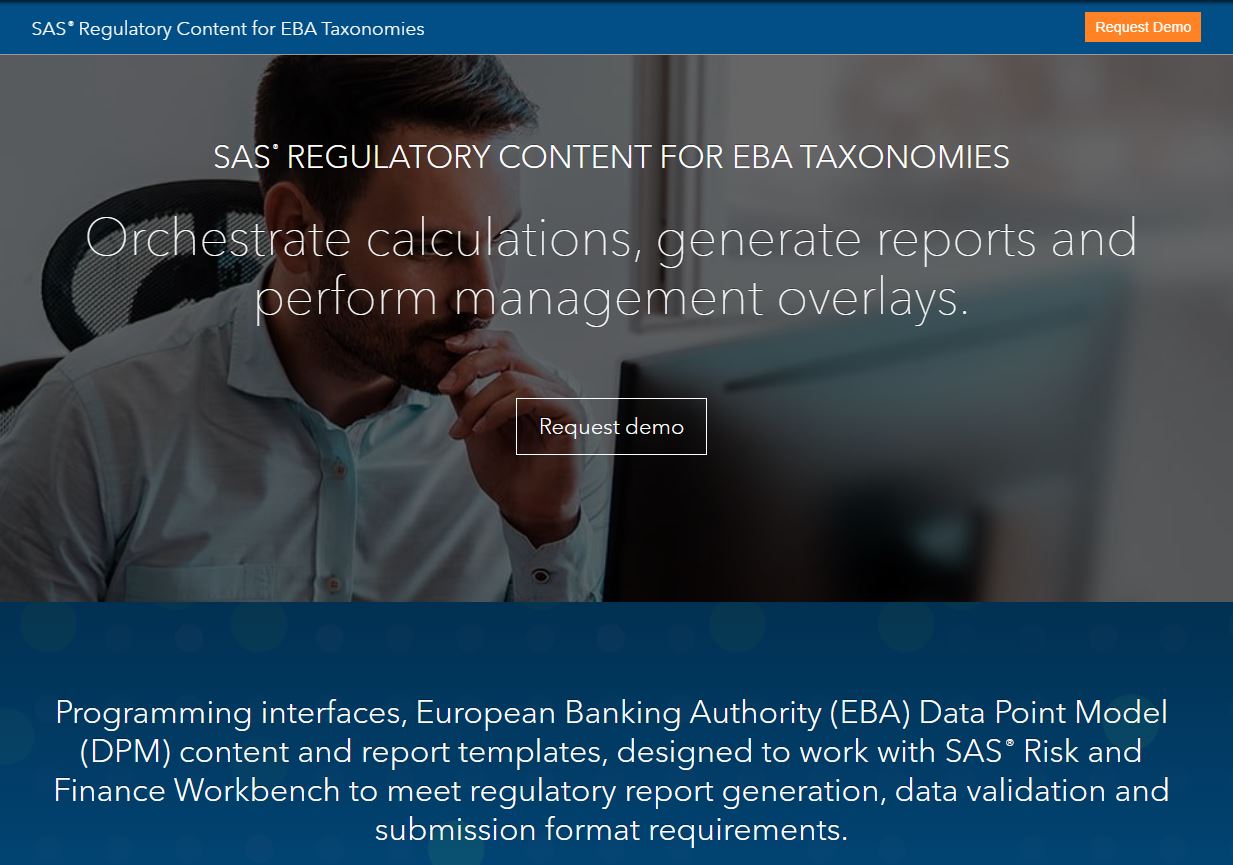 SAS® Regulatory Content for EBA Taxonomies
Request Demo
SAS® REGULATORY CONTENT FOR EBA TAXONOMIES
Orchestrate calculations, generate reports and
perform management overlays.
Request demo
Programming interfaces, European Banking Authority (EBA) Data Point Model
(DPM) content and report templates, designed to work with SAS® Risk and
Finance Workbench to meet regulatory report generation, data validation and
submission format requirements.